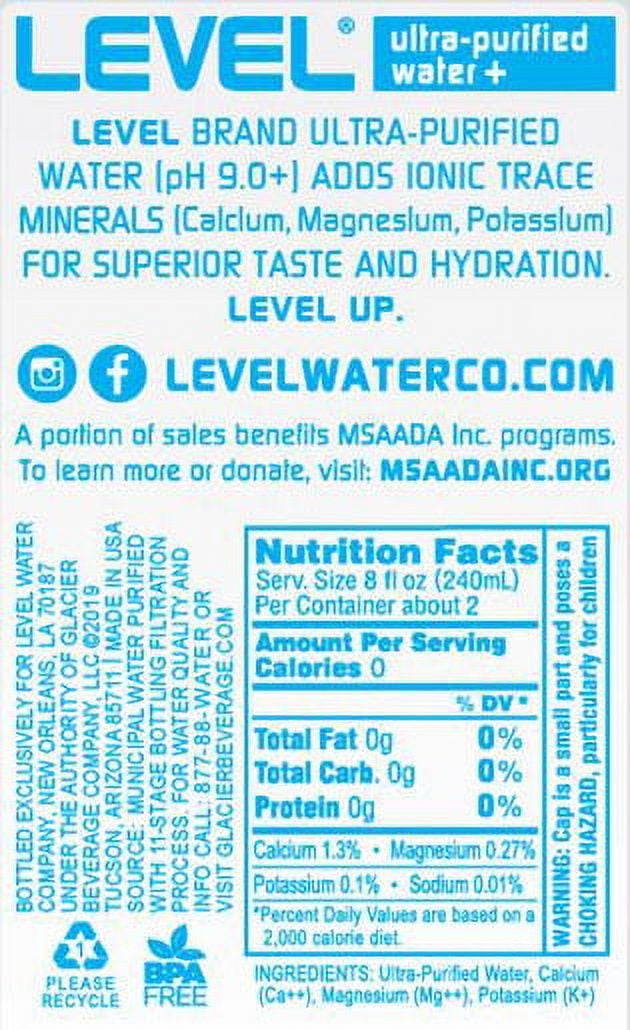 LEVEL®
ultra-purified
water+
LEVEL BRAND ULTRA-PURIFIED
WATER (pH 9.0+) ADDS IONIC TRACE
MINERALS (Calcium, Magnesium, Potassium)
FOR SUPERIOR TASTE AND HYDRATION.
LEVEL UP.
LEVELWATERCO.COM
A portion of sales benefits MSAADA Inc. programs.
To learn more or donate, visit: MSAADAINC.ORG
BOTTLED EXCLUSIVELY FOR LEVEL WATER
COMPANY, NEW ORLEANS, LA 70187
UNDER THE AUTHORITY OF GLACIER
BEVERAGE COMPANY, LLC ©2019
TUCSON, ARIZONA 85711 | MADE IN USA
SOURCE: MUNICIPAL WATER PURIFIED
WITH 11-STAGE BOTTLING FILTRATION
PROCESS. FOR WATER QUALITY AND
INFO CALL: 877-88-WATER OR
VISIT GLACIERBEVERAGE.COM
1
PLEASE
RECYCLE
BPA
FREE
Nutrition Facts
Serv. Size 8 fl oz (240mL)
Per Container about 2
Amount Per Serving
Calories 0
% DV*
Total Fat 0g 0%
Total Carb. 0g 0%
Protein 0g 0%
Calcium 1.3% • Magnesium 0.27%
Potassium 0.1% • Sodium 0.01%
*Percent Daily Values are based on a
2,000 calorie diet.
WARNING: Cap is a small part and poses a
CHOKING HAZARD, particularly for children
INGREDIENTS: Ultra-Purified Water, Calcium
(Ca++), Magnesium (Mg++), Potassium (K+)